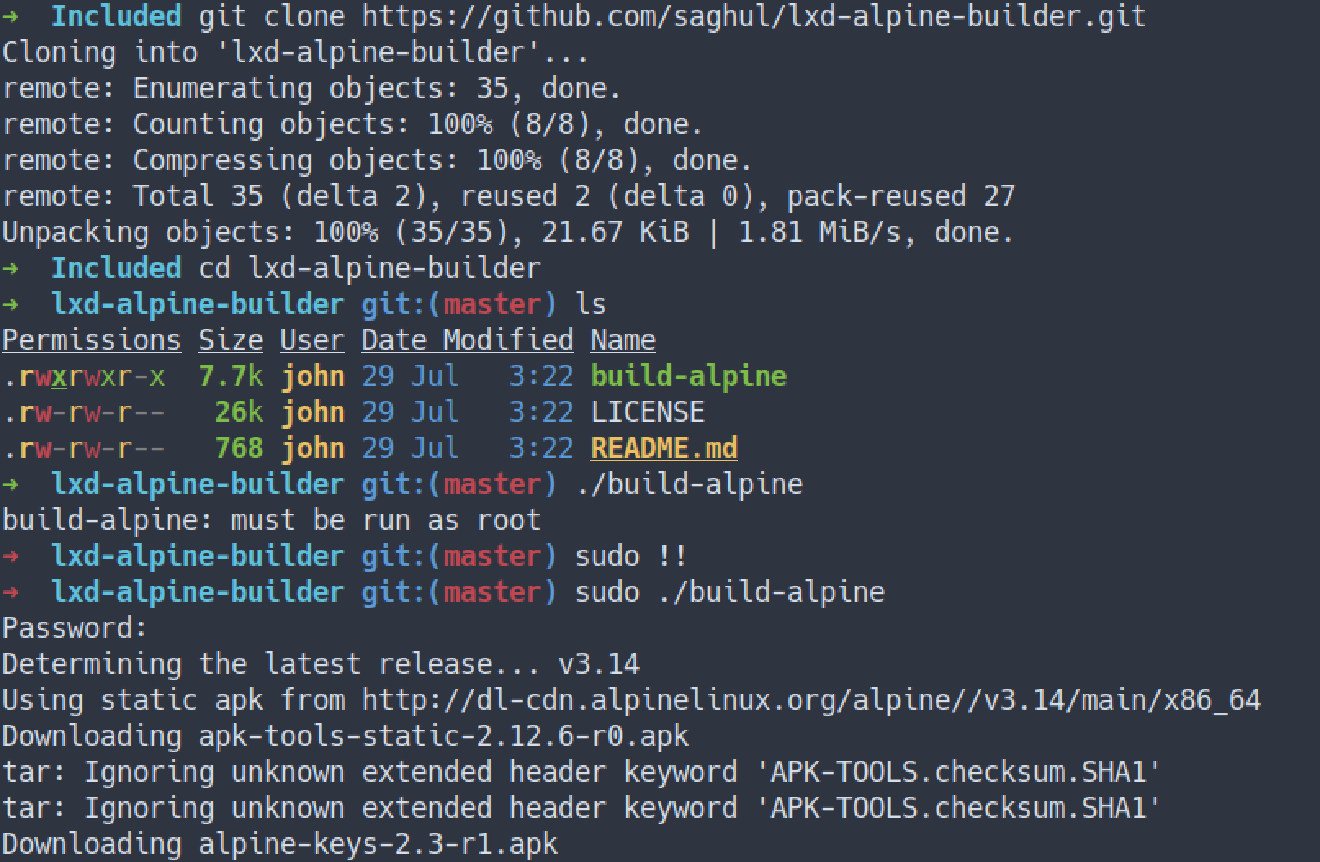 → Included git clone https://github.com/saghul/lxd-alpine-builder.git
Cloning into 'lxd-alpine-builder'...
remote: Enumerating objects: 35, done.
remote: Counting objects: 100% (8/8), done.
remote: Compressing objects: 100% (8/8), done.
remote: Total 35 (delta 2), reused 2 (delta 0), pack-reused 27
Unpacking objects: 100% (35/35), 21.67 KiB | 1.81 MiB/s, done.
→ Included cd lxd-alpine-builder
→ lxd-alpine-builder git:(master) ls
Permissions Size User Date Modified Name
.rwxrwxr-x 7.7k john 29 Jul 3:22 build-alpine
.rw-rw-r-- 26k john 29 Jul 3:22 LICENSE
.rw-rw-r-- 768 john 29 Jul 3:22 README.md
→ lxd-alpine-builder git:(master) ./build-alpine
build-alpine: must be run as root
→ lxd-alpine-builder git:(master) sudo !!
→ lxd-alpine-builder git:(master) sudo ./build-alpine
Password:
Determining the latest release... v3.14
Using static apk from http://dl-cdn.alpinelinux.org/alpine//v3.14/main/x86_64
Downloading apk-tools-static-2.12.6-r0.apk
tar: Ignoring unknown extended header keyword 'APK-TOOLS.checksum.SHA1'
tar: Ignoring unknown extended header keyword 'APK-TOOLS.checksum.SHA1'
Downloading alpine-keys-2.3-r1.apk